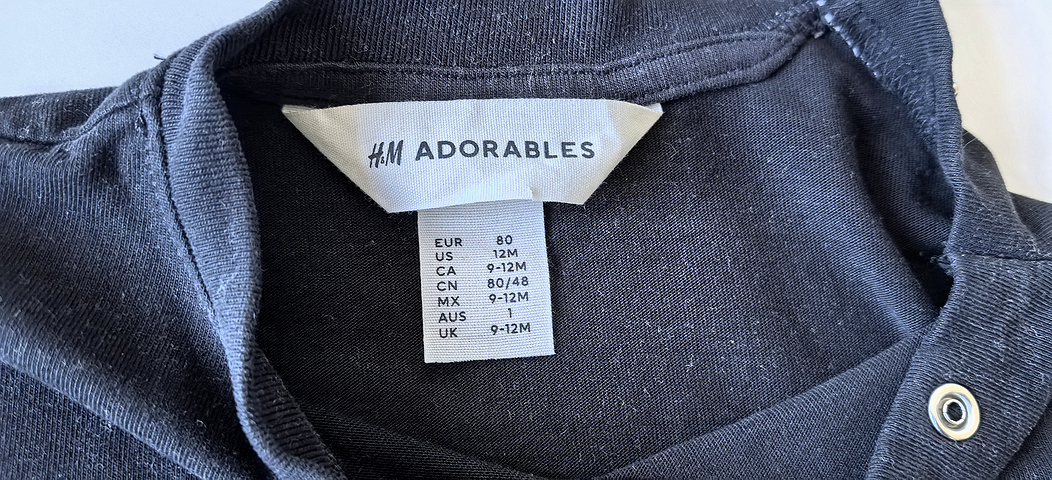 H&M ADORABLES
EUR 80
US 12M
CA 9-12M
CN 80/48
MX 9-12M
AUS 1
UK 9-12M